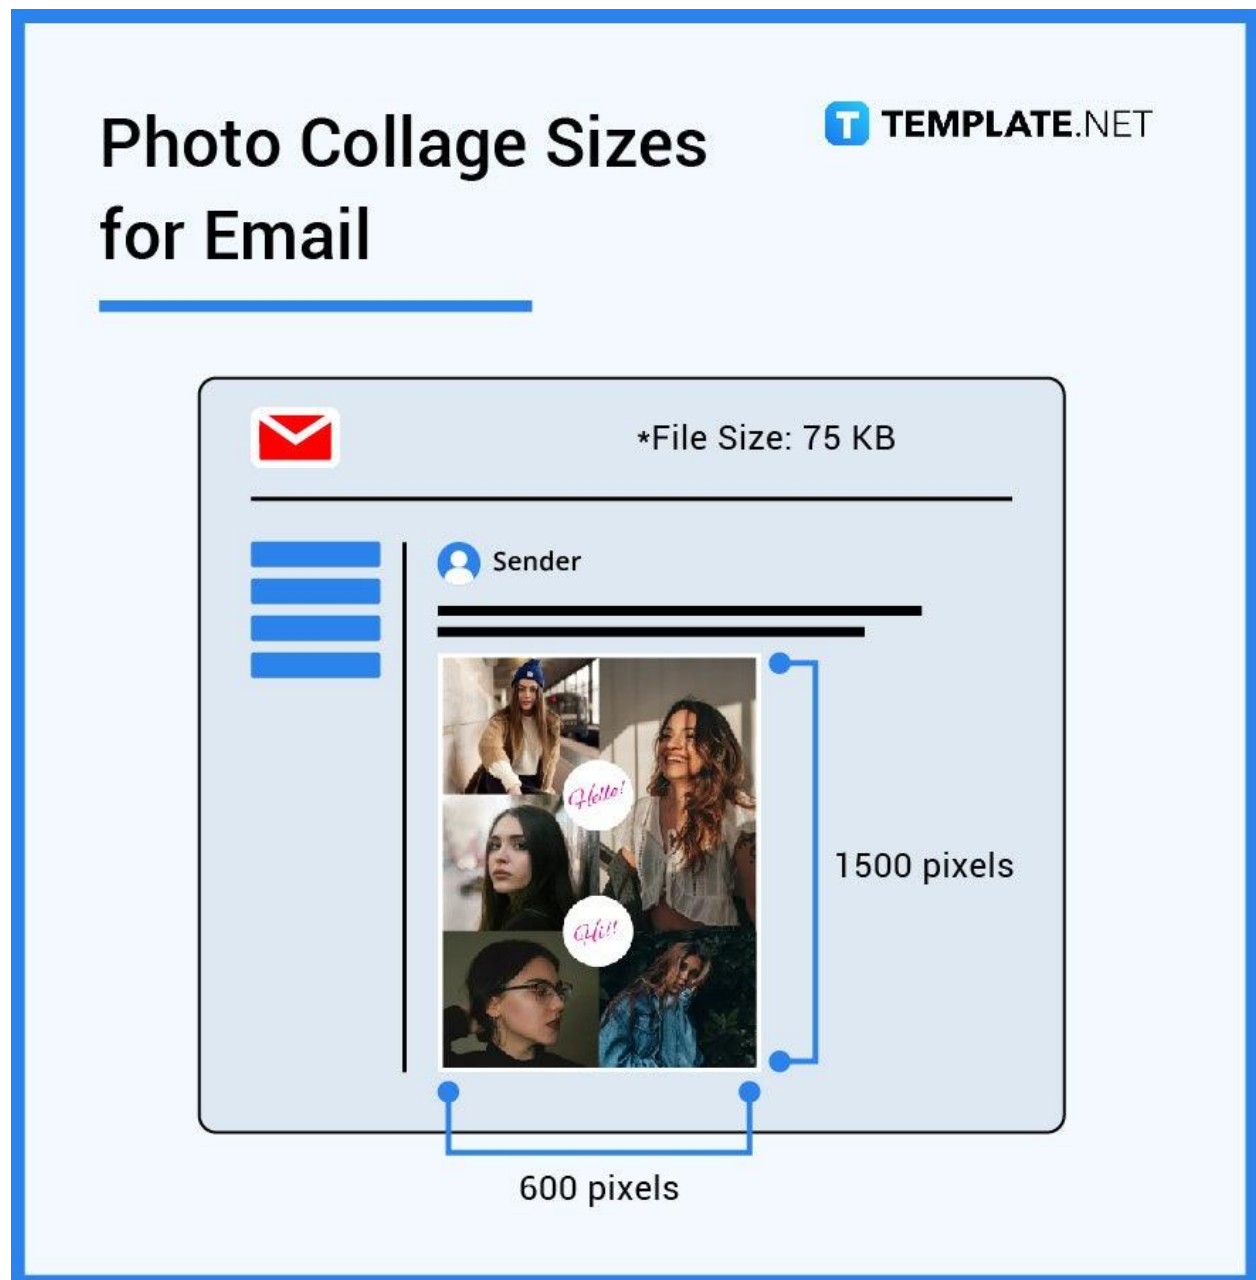 Photo Collage Sizes
for Email
T TEMPLATE.NET
*File Size: 75 KB
Sender
Hello!
Hi!!
1500 pixels
600 pixels